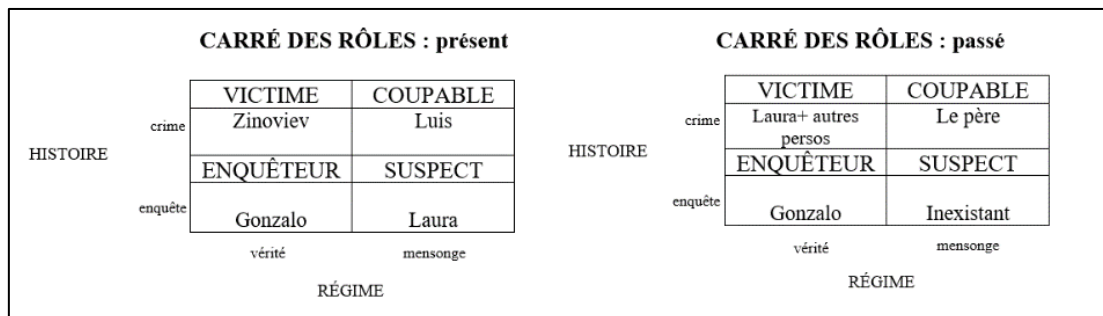 CARRÉ DES RÔLES : présent
VICTIME COUPABLE
crime Zinoviev Luis
HISTOIRE
ENQUÊTEUR SUSPECT
enquête Gonzalo Laura
vérité mensonge
RÉGIME
CARRÉ DES RÔLES : passé
VICTIME COUPABLE
crime Laura+ autres Le père
persos
HISTOIRE
ENQUÊTEUR SUSPECT
enquête Gonzalo Inexistant
vérité mensonge
RÉGIME